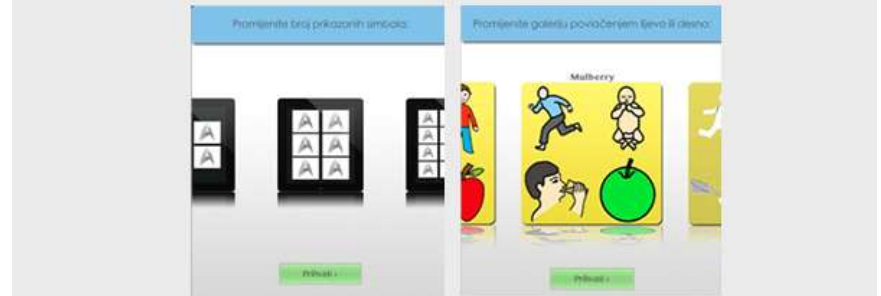 Promijenite broj prikazanih simbola:
Promijenite galeriju povlačenjem lijevo ili desno:
Mulberry
A
A
A A
A A
A A
A
A
A
A
Prihvati ›
Prihvati ›